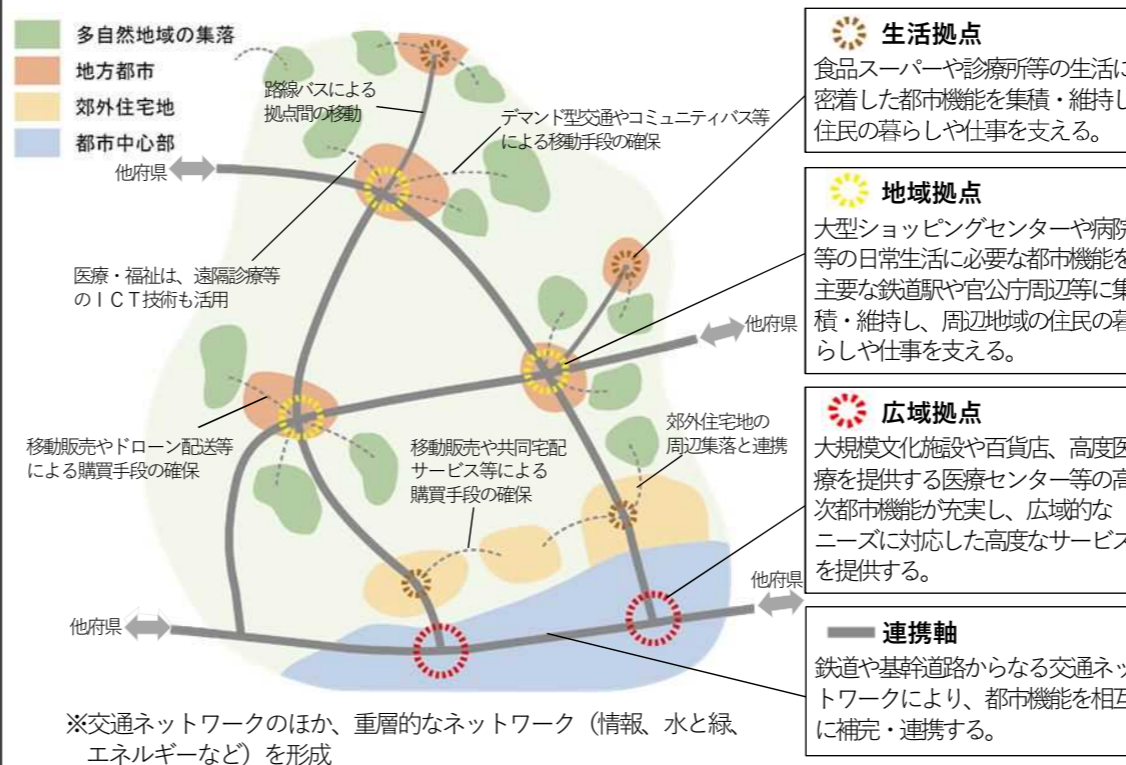 多自然地域の集落
地方都市
郊外住宅地
都市中心部
路線バスによる
拠点間の移動
デマンド型交通やコミュニティバス等
による移動手段の確保
他府県
医療・福祉は、遠隔診療等
のＩＣＴ技術も活用
他府県
移動販売やドローン配送等
による購買手段の確保
移動販売や共同宅配
サービス等による
購買手段の確保
郊外住宅地の
周辺集落と連携
他府県
他府県
※交通ネットワークのほか、重層的なネットワーク（情報、水と緑、
エネルギーなど）を形成
生活拠点
食品スーパーや診療所等の生活に
密着した都市機能を集積・維持し
住民の暮らしや仕事を支える。
地域拠点
大型ショッピングセンターや病院
等の日常生活に必要な都市機能を
主要な鉄道駅や官公庁周辺等に集
積・維持し、周辺地域の住民の暮
らしや仕事を支える。
広域拠点
大規模文化施設や百貨店、高度医
療を提供する医療センター等の高
次都市機能が充実し、広域的な
ニーズに対応した高度なサービス
を提供する。
連携軸
鉄道や基幹道路からなる交通ネッ
トワークにより、都市機能を相互
に補完・連携する。